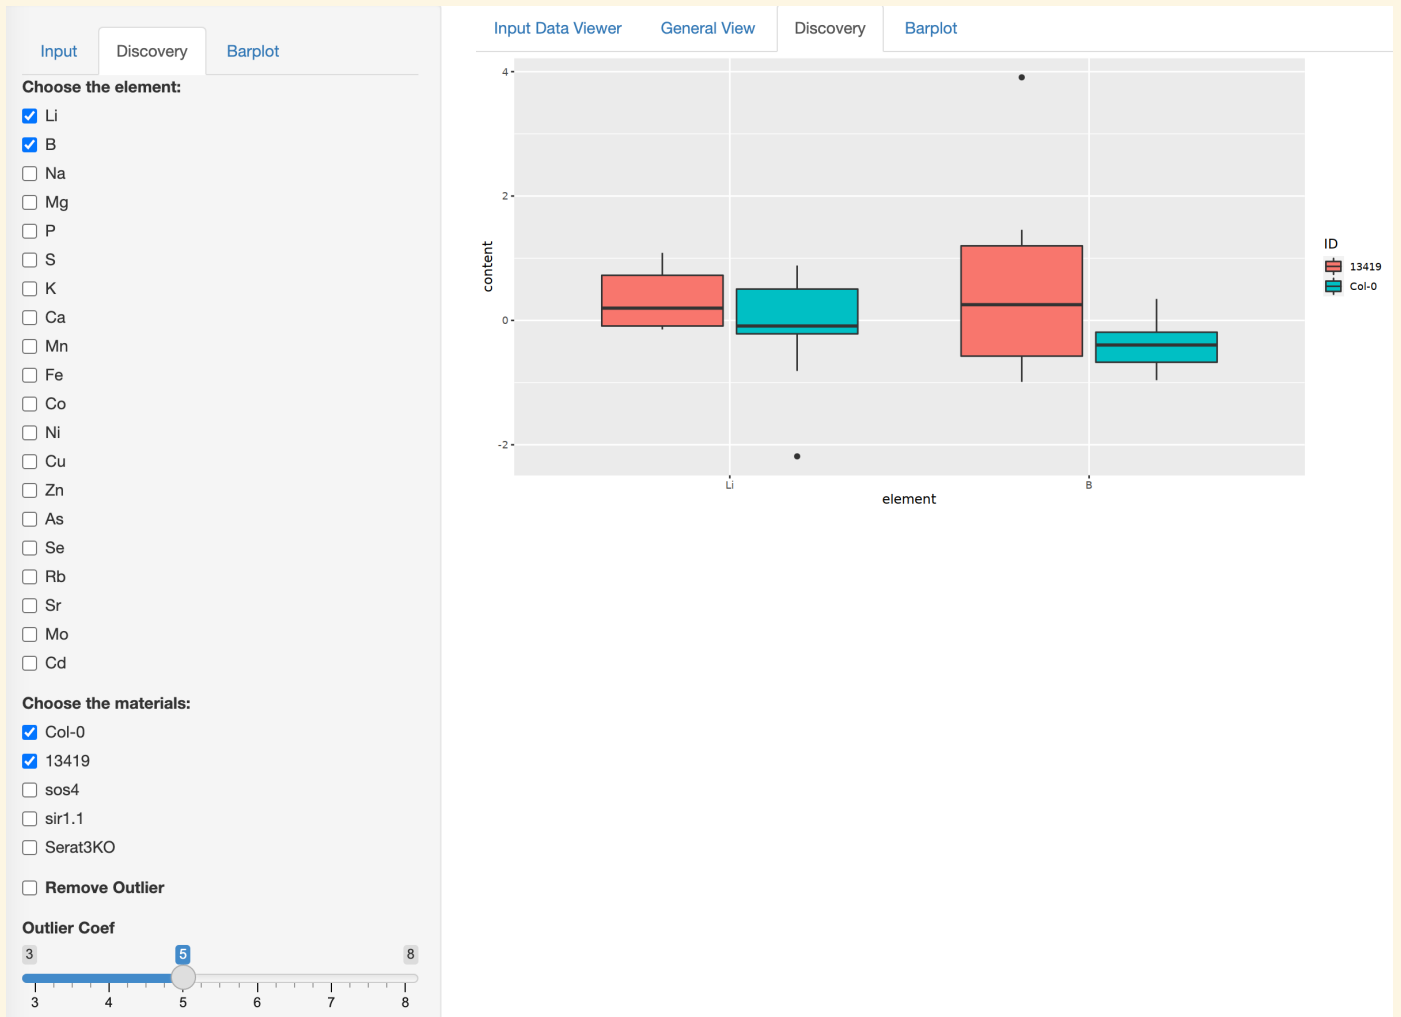 Input Discovery Barplot
Choose the element:
Li
B
Na
Mg
P
S
K
Ca
Mn
Fe
Co
Ni
Cu
Zn
As
Se
Rb
Sr
Mo
Cd
Choose the materials:
Col-0
13419
sos4
sir1.1
Serat3KO
Remove Outlier
Outlier Coef
3 5 8
3 4 5 6 7 8
Input Data Viewer General View Discovery Barplot
4
2
0
-2
content
Li B
element
ID
13419
Col-0